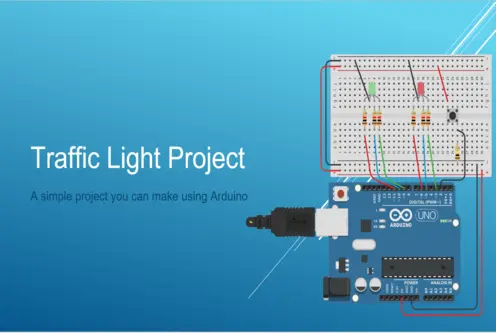 Traffic Light Project
A simple project you can make using Arduino
DIGITAL (PWM~)
UNO
ARDUINO
POWER
ANALOG IN